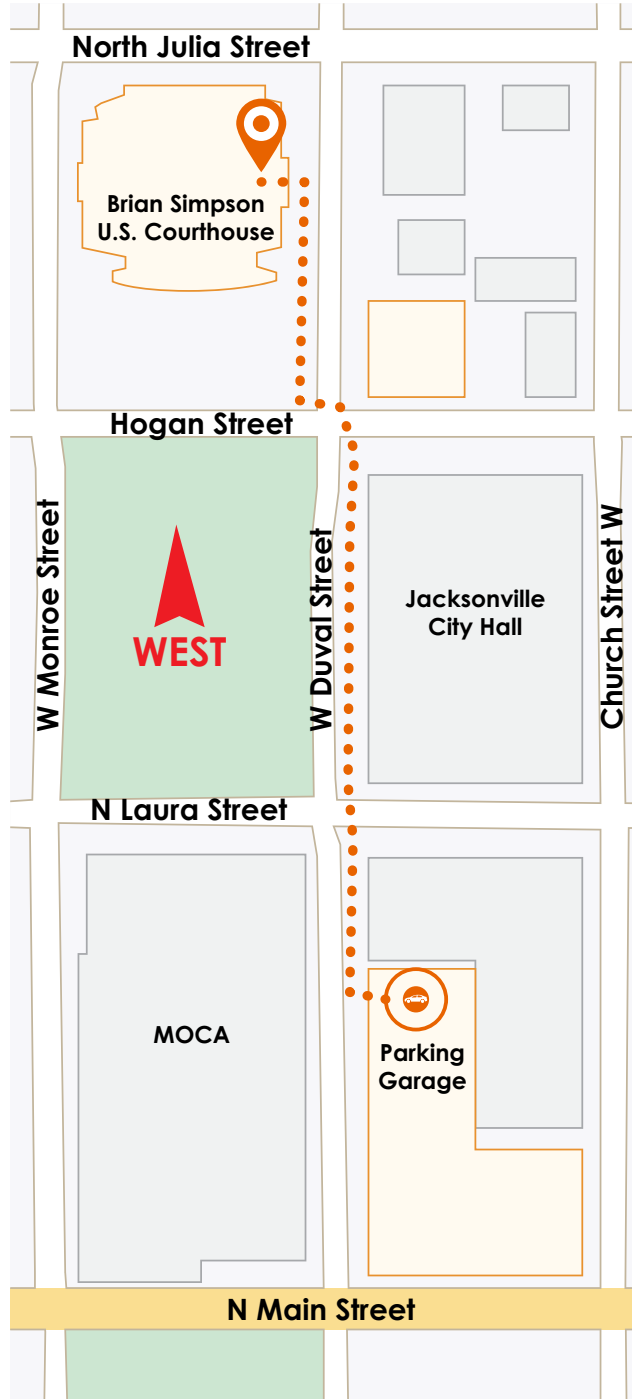 North Julia Street
Brian Simpson
U.S. Courthouse
Hogan Street
W Monroe Street
WEST
W Duval Street
Jacksonville
City Hall
Church Street W
N Laura Street
MOCA
Parking
Garage
N Main Street